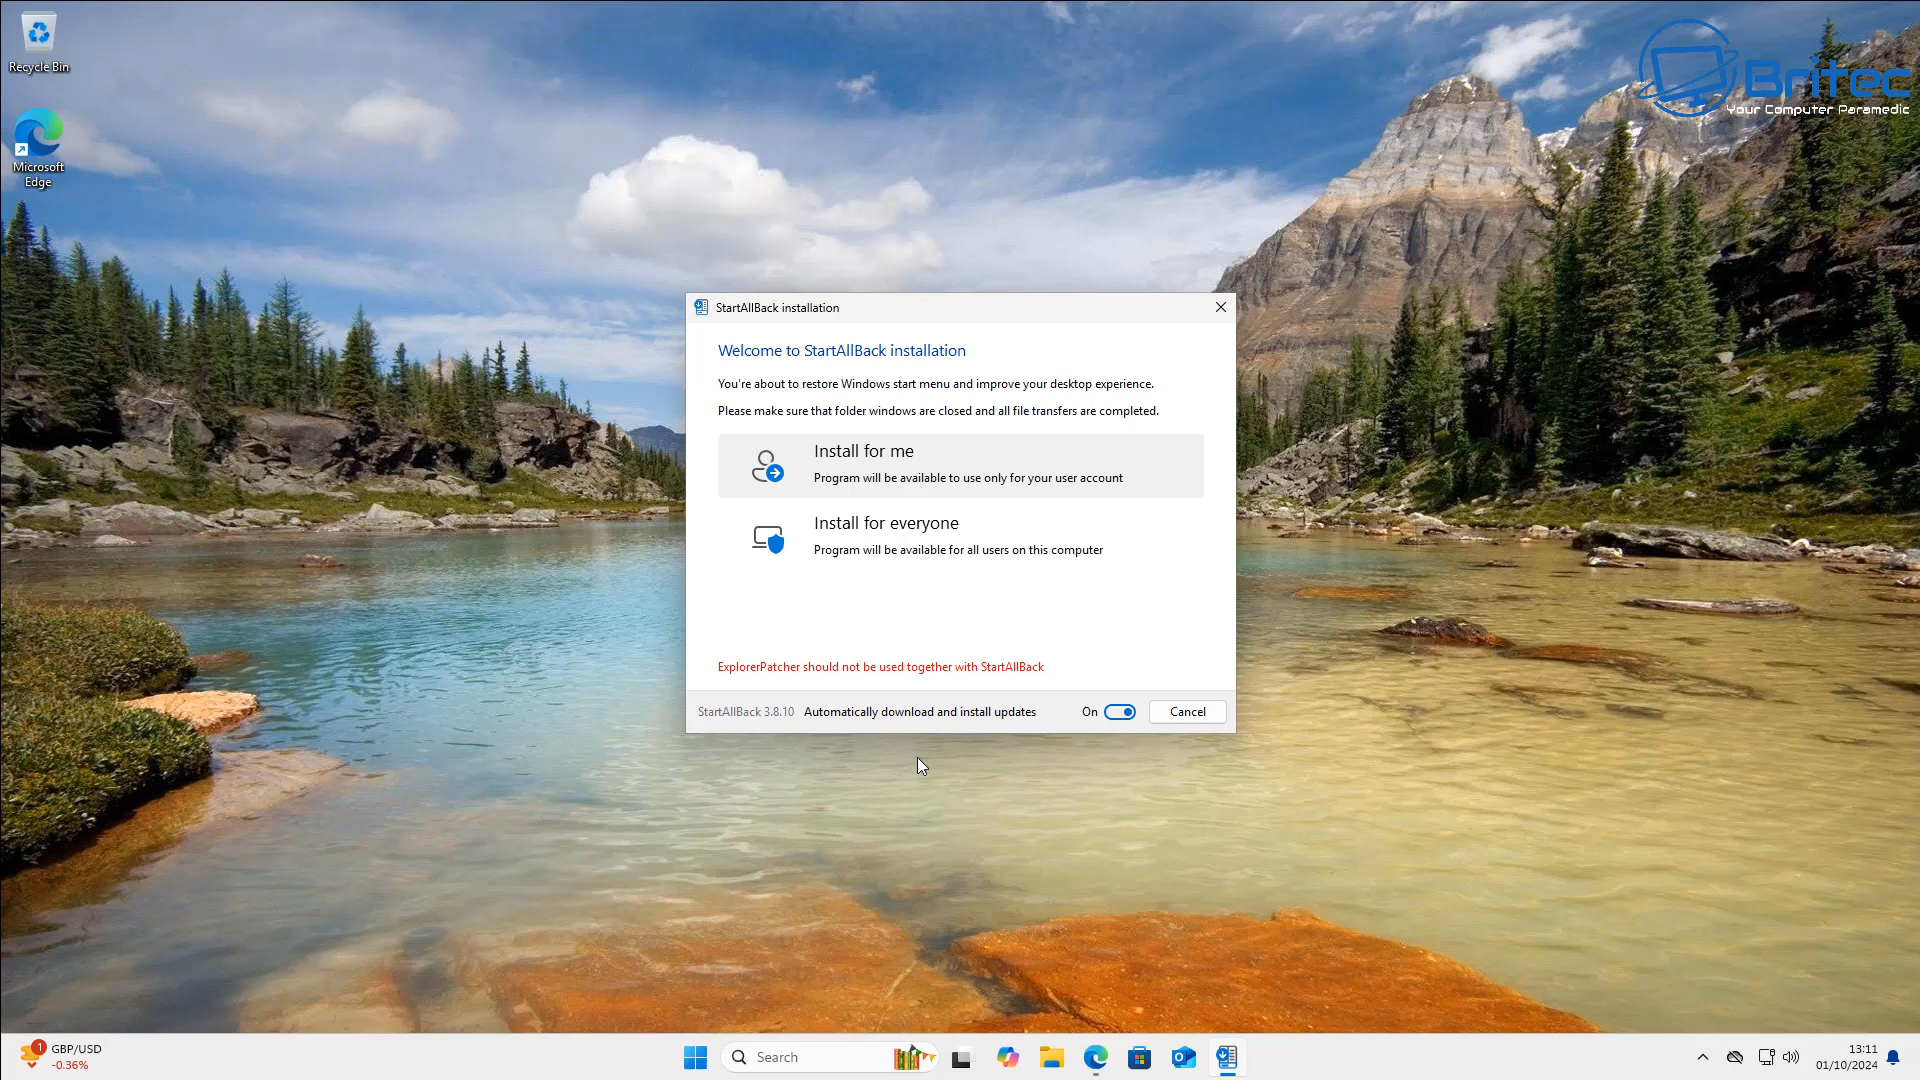 Recycle Bin
Microsoft
Edge
Britec
Your Computer Paramedic
StartAllBack installation
Welcome to StartAllBack installation
You're about to restore Windows start menu and improve your desktop experience.
Please make sure that folder windows are closed and all file transfers are completed.
Install for me
Program will be available to use only for your user account
Install for everyone
Program will be available for all users on this computer
ExplorerPatcher should not be used together with StartAllBack
StartAllBack 3.8.10 Automatically download and install updates On Cancel
1
GBP/USD
-0.36%
Search
13:11
01/10/2024